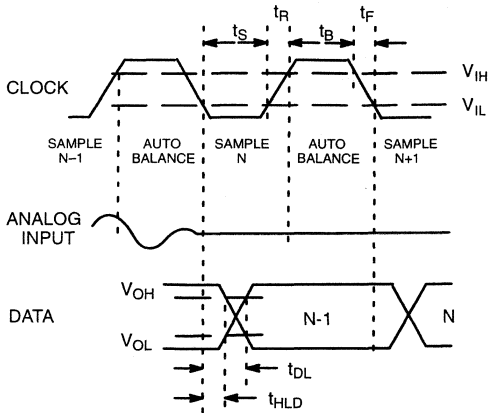 tR tF
tS tB
CLOCK
VIH
VIL
SAMPLE AUTO SAMPLE AUTO SAMPLE
N–1 BALANCE N BALANCE N+1
ANALOG
INPUT
VOH
DATA N-1 N
VOL
tDL
tHLD